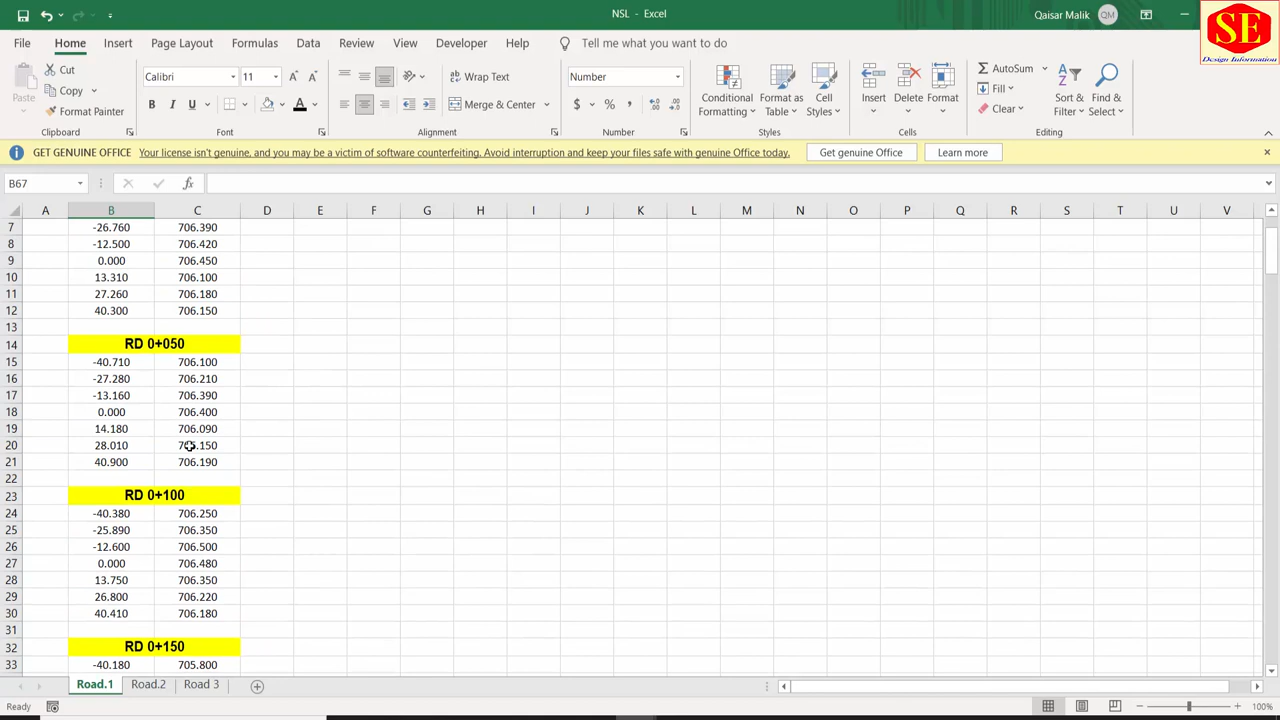 NSL - Excel
Qaisar Malik QM
SE
Design Information
File Home Insert Page Layout Formulas Data Review View Developer Help Tell me what you want to do
Paste
Cut
Copy
Format Painter
Clipboard
Calibri 11
B I U
Font
Wrap Text
Merge & Center
Alignment
Number
$ % ,
Number
Conditional Formatting
Format as Table
Cell Styles
Styles
Insert Delete Format
Cells
AutoSum
Fill
Clear
Sort & Filter
Find & Select
Editing
GET GENUINE OFFICE Your license isn't genuine, and you may be a victim of software counterfeiting. Avoid interruption and keep your files safe with genuine Office today. Get genuine Office Learn more
B67 fx
A B C D E F G H I J K L M N O P Q R S T U V
7 -26.760 706.390
8 -12.500 706.420
9 0.000 706.450
10 13.310 706.100
11 27.260 706.180
12 40.300 706.150
13
14 RD 0+050
15 -40.710 706.100
16 -27.280 706.210
17 -13.160 706.390
18 0.000 706.400
19 14.180 706.090
20 28.010
21 40.900 706.190
22
23 RD 0+100
24 -40.380 706.250
25 -25.890 706.350
26 -12.600 706.500
27 0.000 706.480
28 13.750 706.350
29 26.800 706.220
30 40.410 706.180
31
32 RD 0+150
33 -40.180 705.800
Road.1 Road.2 Road 3
Ready 100%